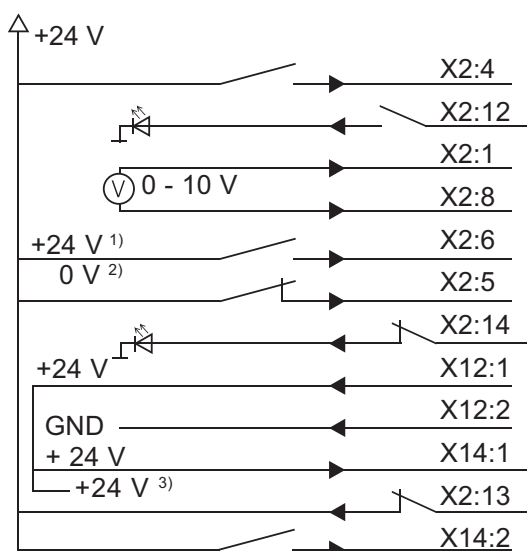 +24 V
X2:4
X2:12
X2:1
V 0 - 10 V
X2:8
+24 V 1) X2:6
0 V 2) X2:5
X2:14
+24 V X12:1
GND X12:2
+ 24 V X14:1
+24 V 3) X2:13
X14:2